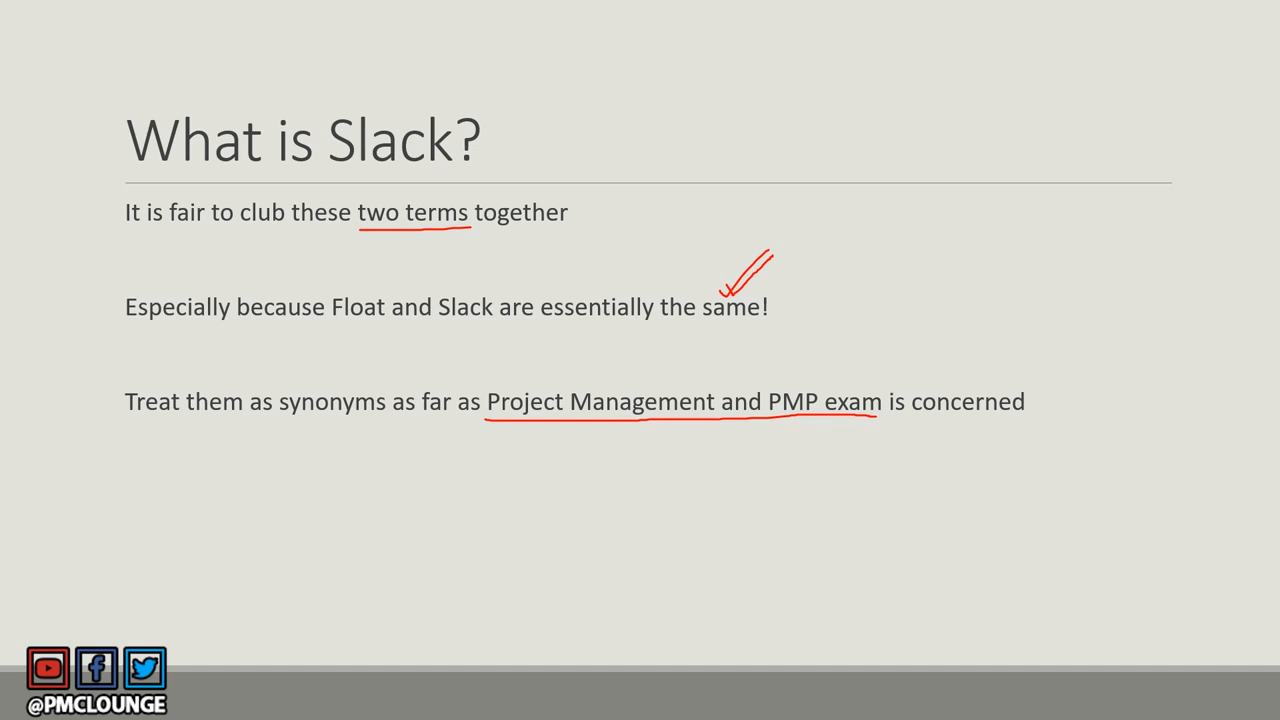 What is Slack?
It is fair to club these two terms together
Especially because Float and Slack are essentially the same!
Treat them as synonyms as far as Project Management and PMP exam is concerned
@PMCLOUNGE